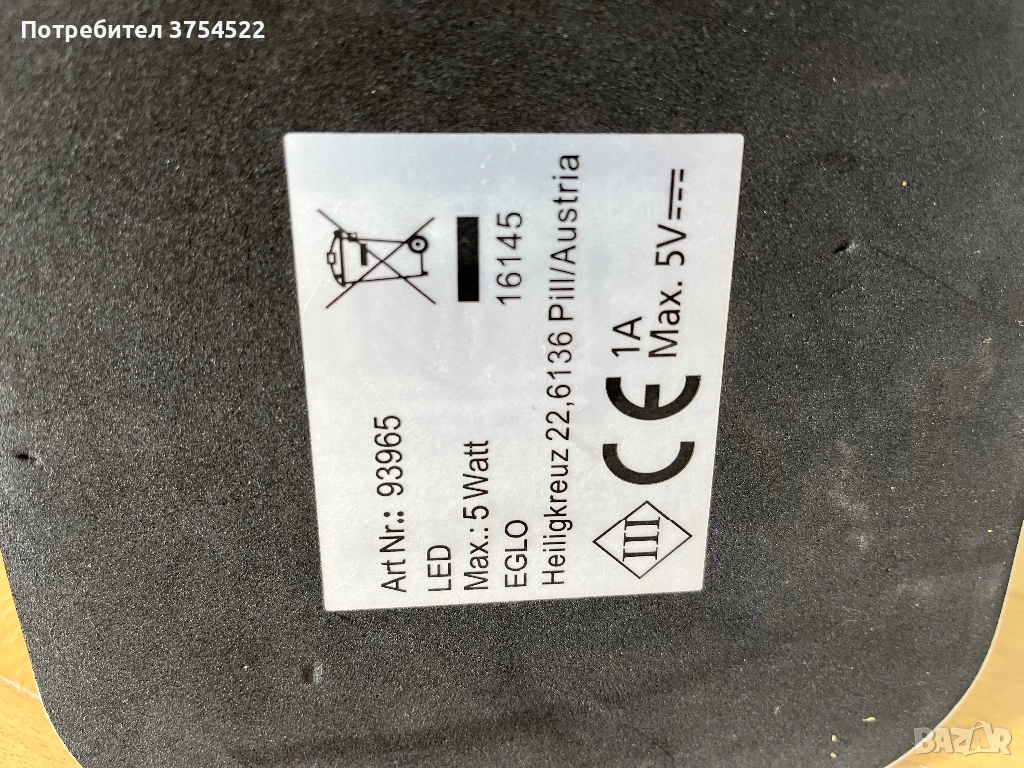 Потребител 3754522
Art Nr.: 93965
LED
Max.: 5 Watt
EGLO 16145
Heiligkreuz 22,6136 Pill/Austria
III CE 1A
Max. 5V
BAZAR